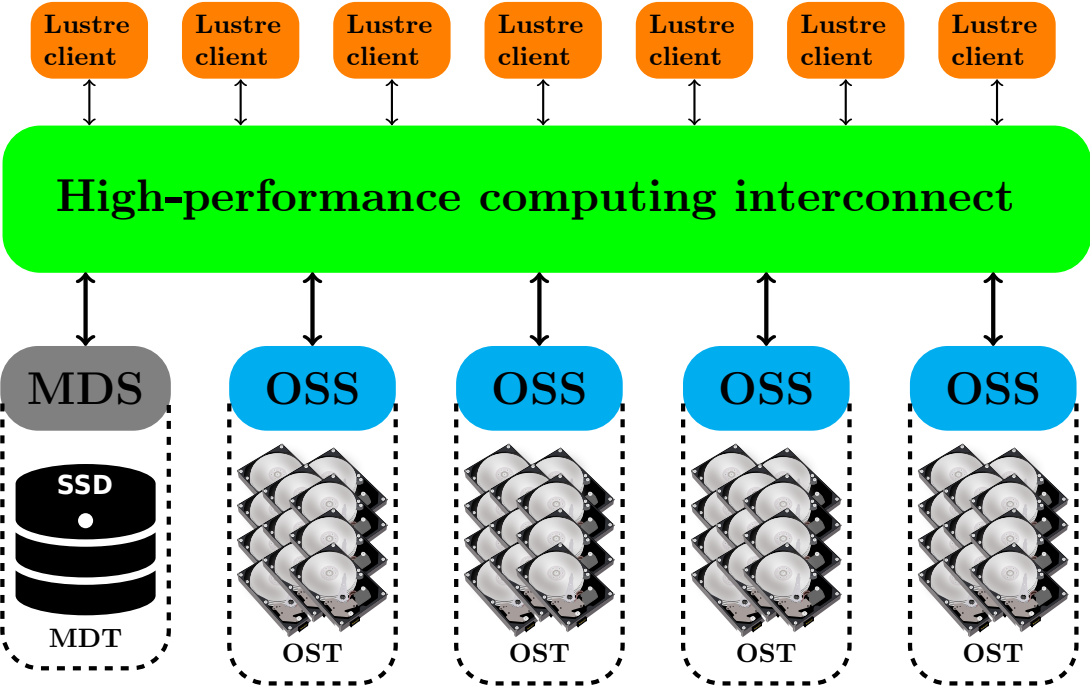 Lustre
client
Lustre
client
Lustre
client
Lustre
client
Lustre
client
Lustre
client
Lustre
client
High-performance computing interconnect
MDS
OSS
OSS
OSS
OSS
SSD
MDT
OST
OST
OST
OST